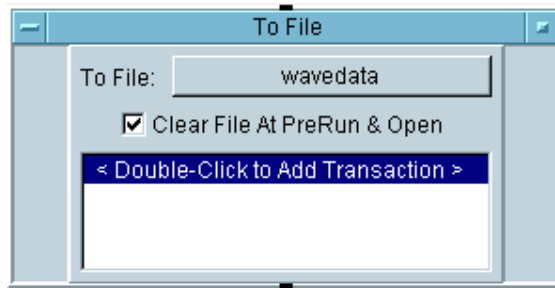 To File
To File: wavedata
Clear File At PreRun & Open
< Double-Click to Add Transaction >